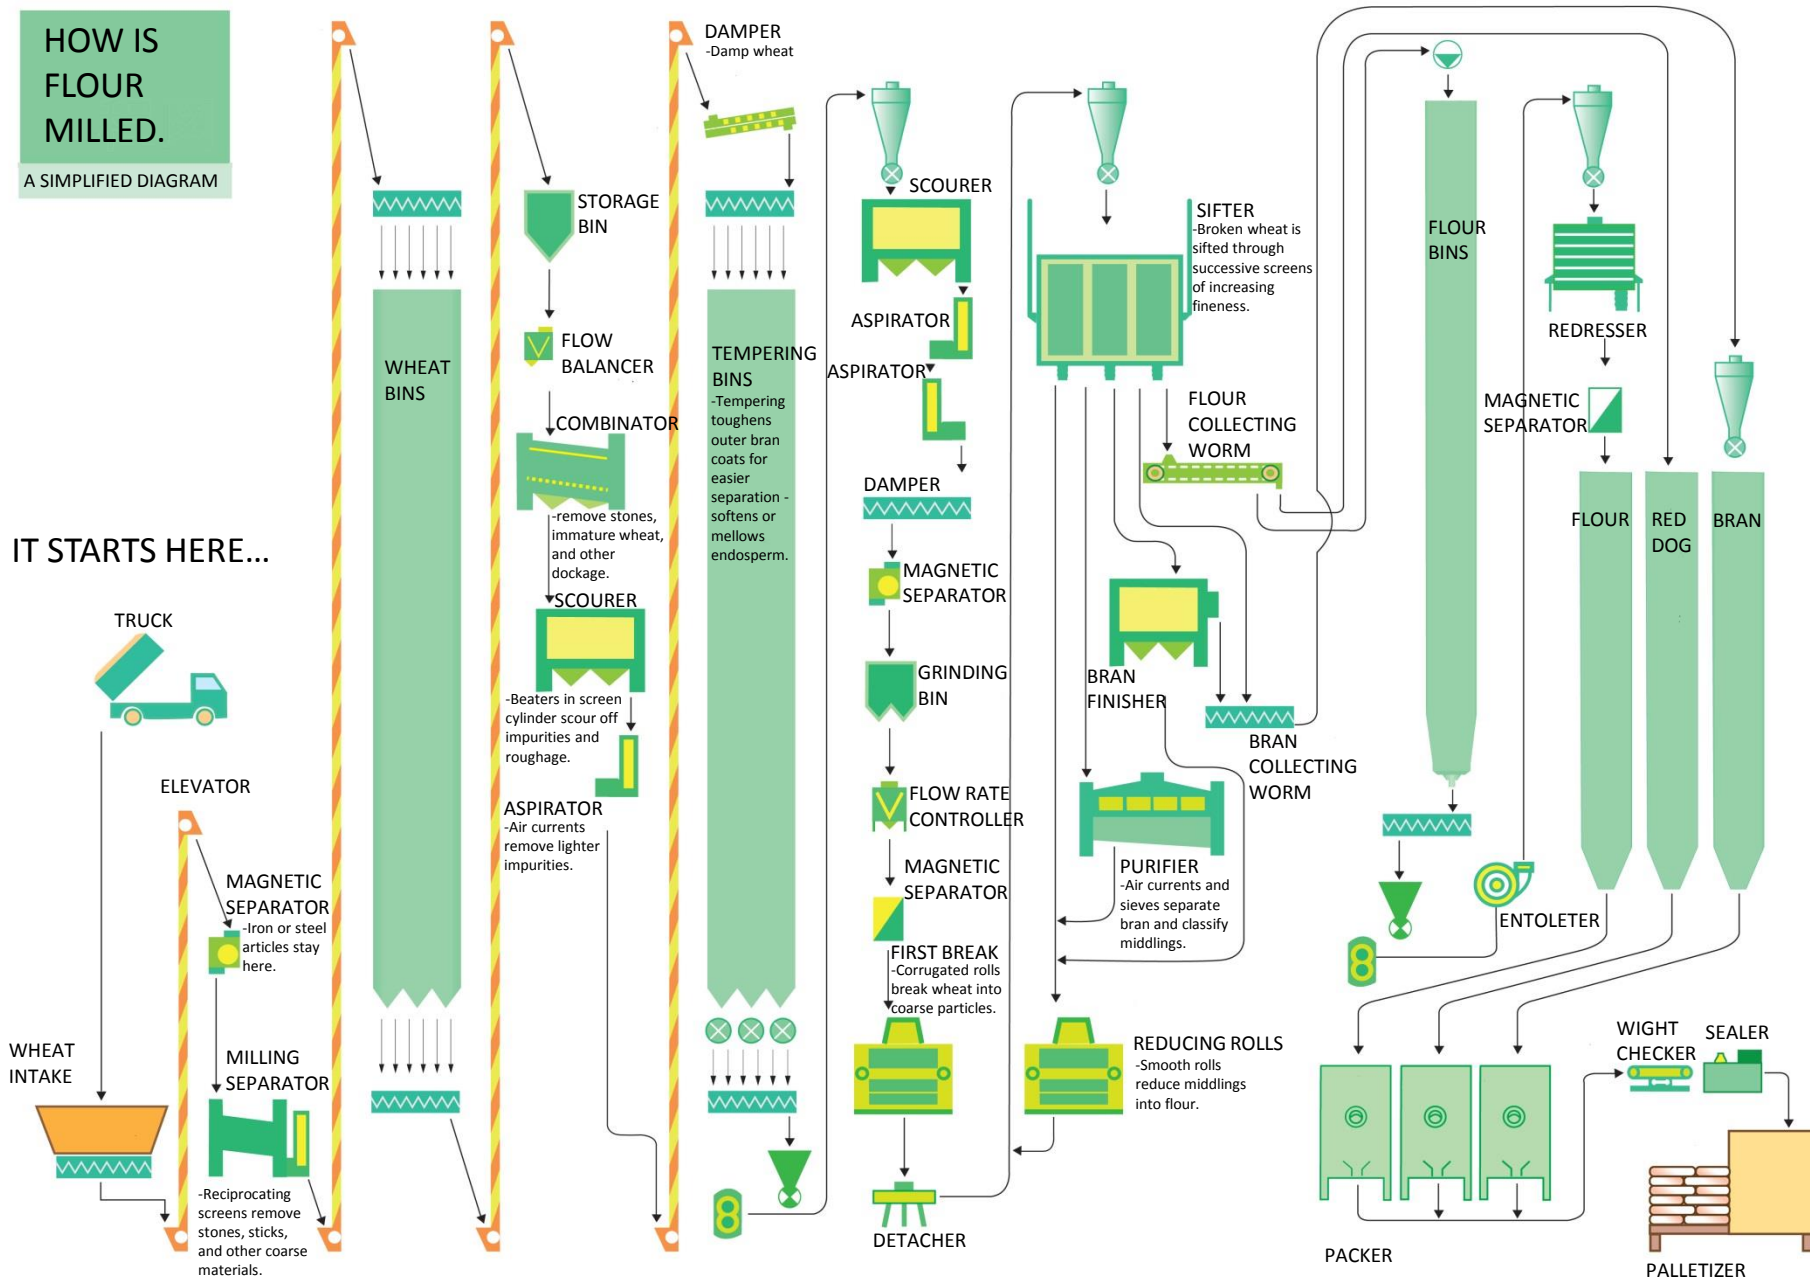 HOW IS
FLOUR
MILLED.
A SIMPLIFIED DIAGRAM
IT STARTS HERE...
TRUCK
WHEAT
INTAKE
ELEVATOR
MAGNETIC
SEPARATOR
-Iron or steel
articles stay
here.
MILLING
SEPARATOR
-Reciprocating
screens remove
stones, sticks,
and other coarse
materials.
WHEAT
BINS
STORAGE
BIN
FLOW
BALANCER
COMBINATOR
-remove stones,
immature wheat,
and other
dockage.
SCOURER
-Beaters in screen
cylinder scour off
impurities and
roughage.
ASPIRATOR
-Air currents
remove lighter
impurities.
DAMPER
-Damp wheat
TEMPERING
BINS
-Tempering
toughens
outer bran
coats for
easier
separation -
softens or
mellows
endosperm.
SCOURER
ASPIRATOR
ASPIRATOR
DAMPER
MAGNETIC
SEPARATOR
GRINDING
BIN
FLOW RATE
CONTROLLER
MAGNETIC
SEPARATOR
FIRST BREAK
-Corrugated rolls
break wheat into
coarse particles.
DETACHER
SIFTER
-Broken wheat is
sifted through
successive screens
of increasing
fineness.
FLOUR
COLLECTING
WORM
BRAN
FINISHER
BRAN
COLLECTING
WORM
PURIFIER
-Air currents and
sieves separate
bran and classify
middlings.
REDUCING ROLLS
-Smooth rolls
reduce middlings
into flour.
FLOUR
BINS
ENTOLETER
REDRESSER
MAGNETIC
SEPARATOR
FLOUR
RED
DOG
BRAN
PACKER
WIGHT
CHECKER
SEALER
PALLETIZER